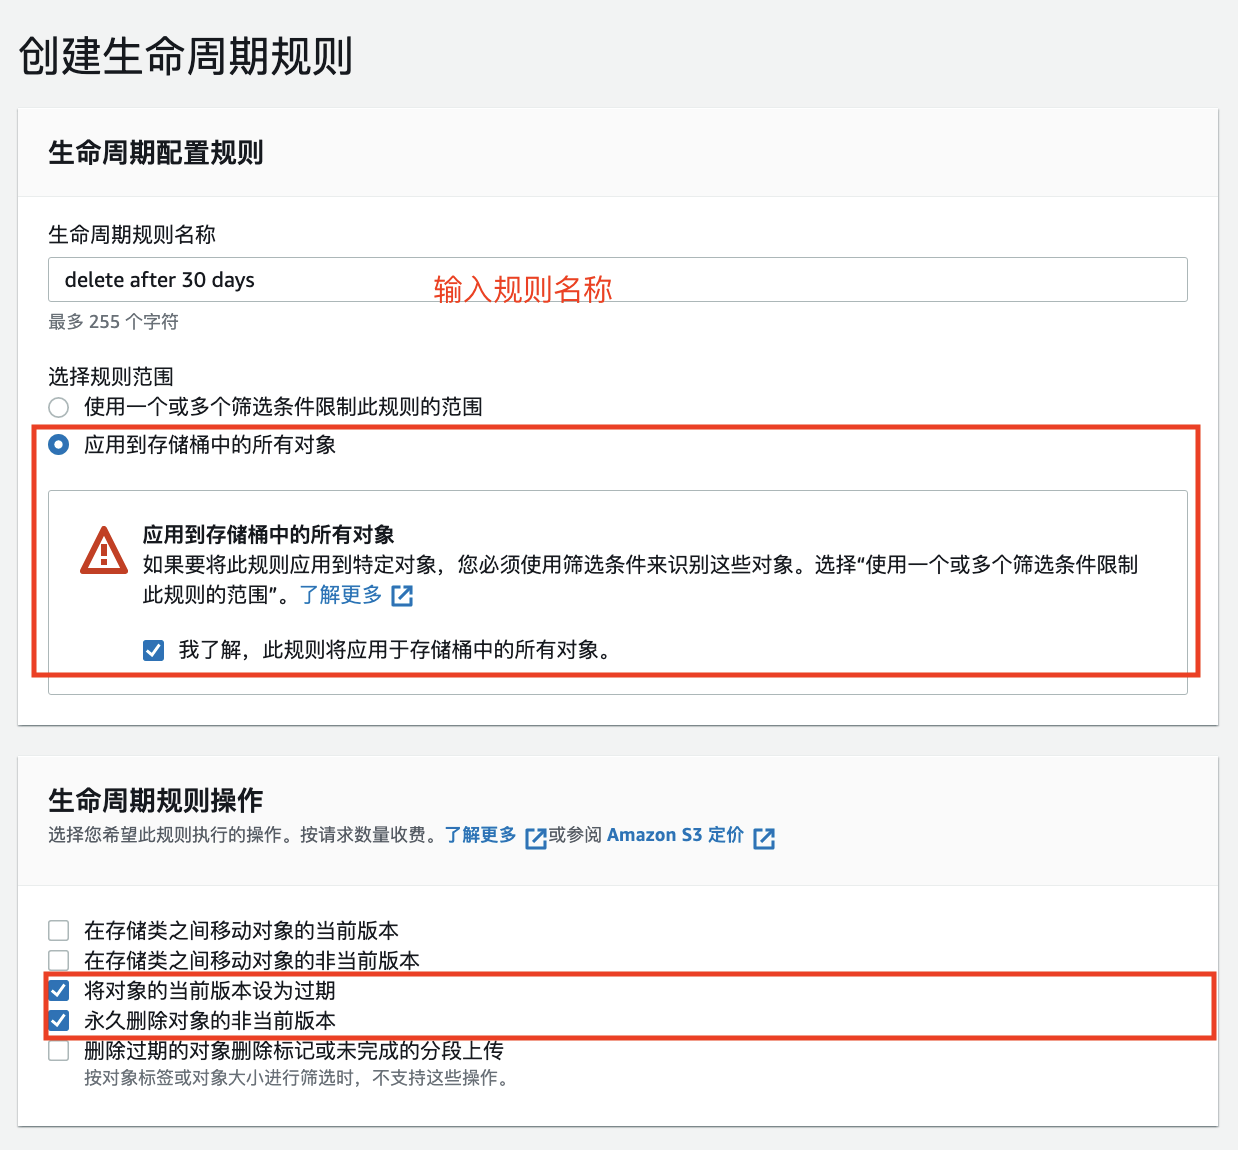 创建生命周期规则
生命周期配置规则
生命周期规则名称
delete after 30 days
输入规则名称
最多 255 个字符
选择规则范围
使用一个或多个筛选条件限制此规则的范围
应用到存储桶中的所有对象
应用到存储桶中的所有对象
如果要将此规则应用到特定对象，您必须使用筛选条件来识别这些对象。选择“使用一个或多个筛选条件限制
此规则的范围”。了解更多
我了解，此规则将应用于存储桶中的所有对象。
生命周期规则操作
选择您希望此规则执行的操作。按请求数量收费。了解更多 或参阅 Amazon S3 定价
在存储类之间移动对象的当前版本
在存储类之间移动对象的非当前版本
将对象的当前版本设为过期
永久删除对象的非当前版本
删除过期的对象删除标记或未完成的分段上传
按对象标签或对象大小进行筛选时，不支持这些操作。